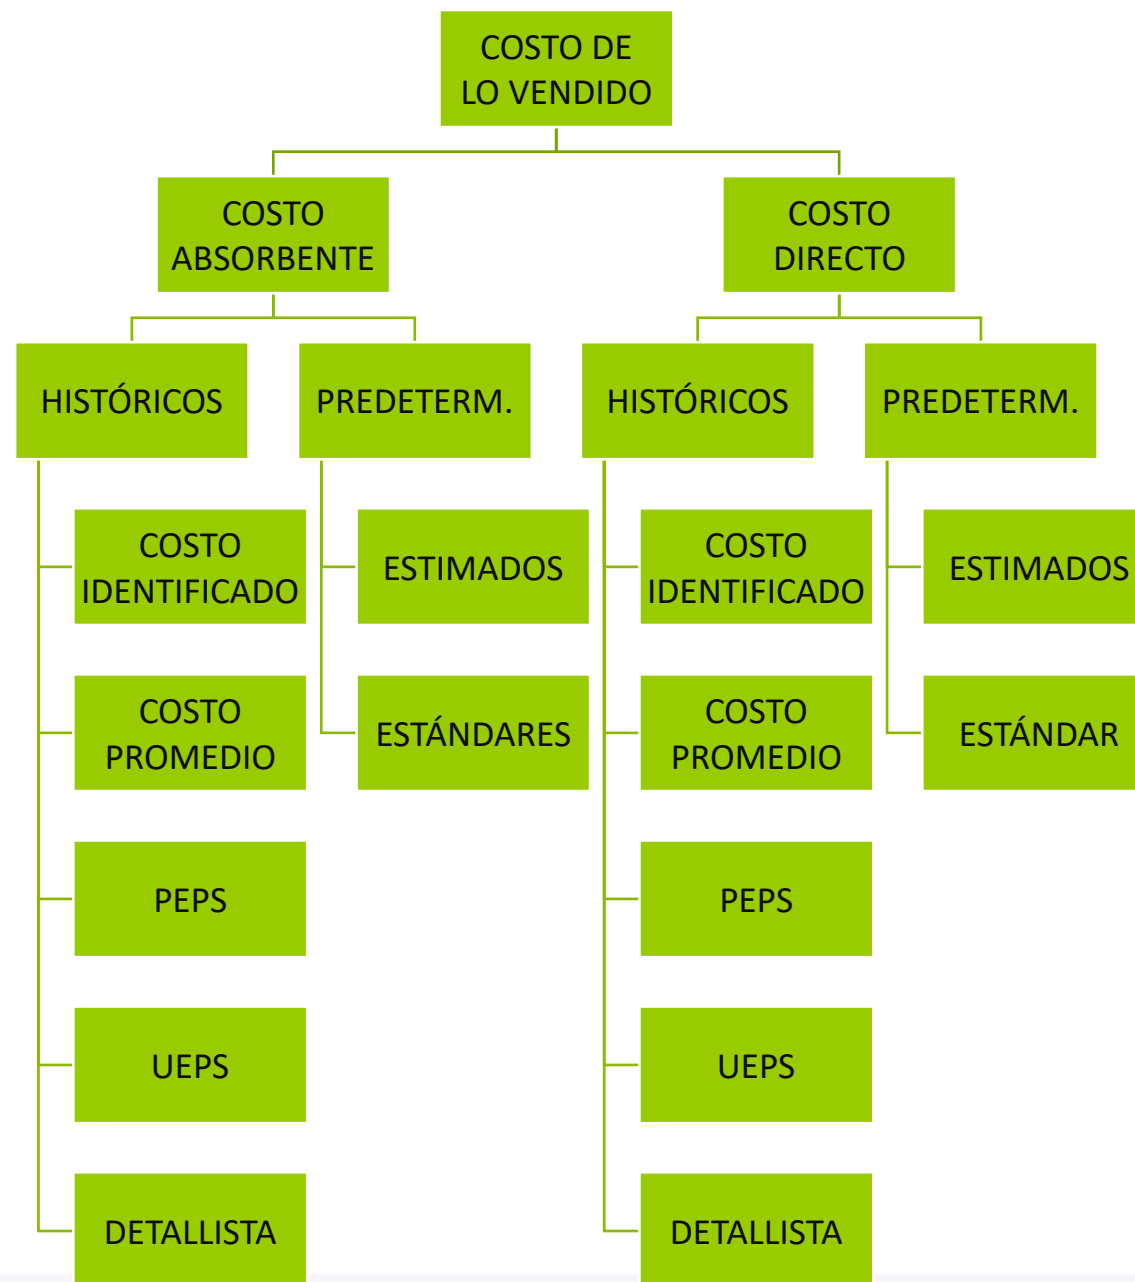 COSTO DE
LO VENDIDO
COSTO
ABSORBENTE
COSTO
DIRECTO
HISTÓRICOS
PREDETERM.
HISTÓRICOS
PREDETERM.
COSTO
IDENTIFICADO
ESTIMADOS
COSTO
IDENTIFICADO
ESTIMADOS
COSTO
PROMEDIO
ESTÁNDARES
COSTO
PROMEDIO
ESTÁNDAR
PEPS
PEPS
UEPS
UEPS
DETALLISTA
DETALLISTA